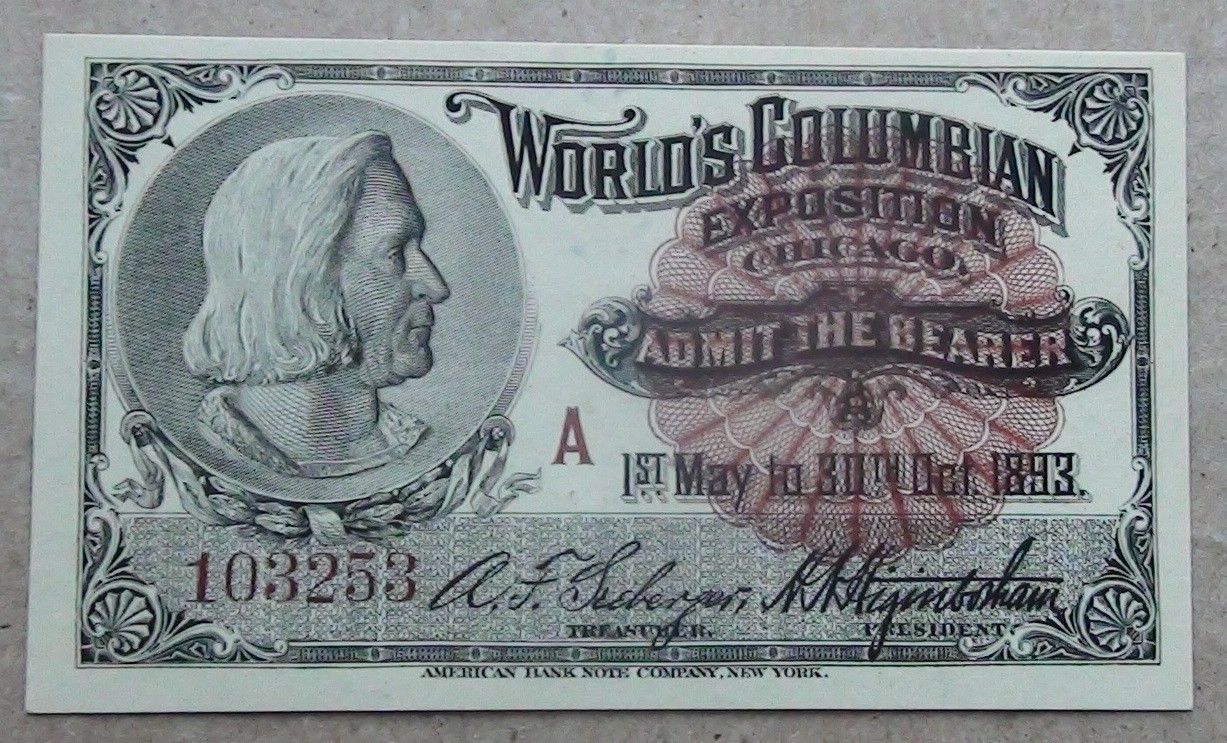 WORLD'S COLUMBIAN
EXPOSITION
CHICAGO.
ADMIT THE BEARER
A
1ST May to 30TH Oct. 1893.
103253
A. F. Seeberger, H N Higinbotham
TREASURER. PRESIDENT
AMERICAN BANK NOTE COMPANY, NEW YORK.